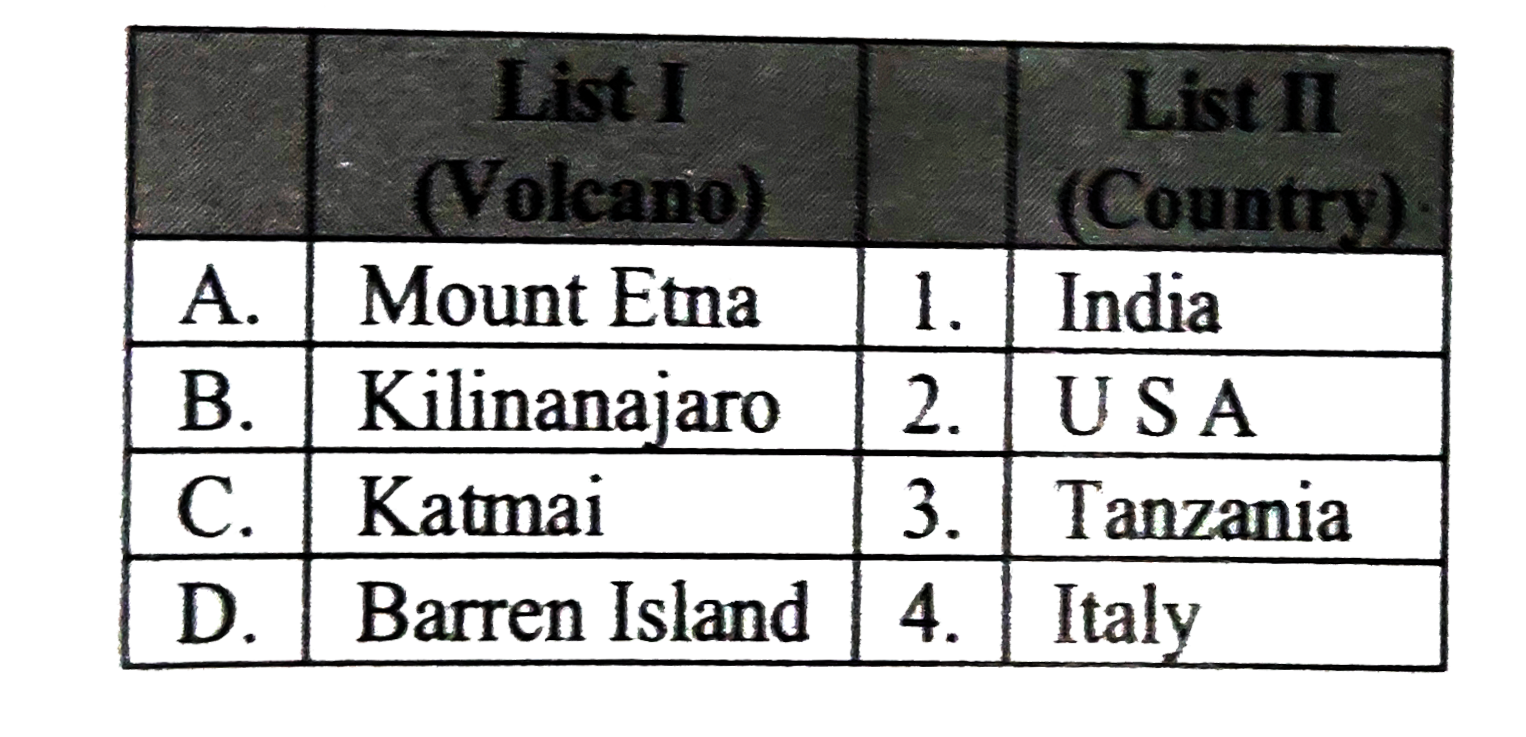 List I
(Volcano)
List II
(Country)
A. Mount Etna 1. India
B. Kilinanajaro 2. U S A
C. Katmai 3. Tanzania
D. Barren Island 4. Italy